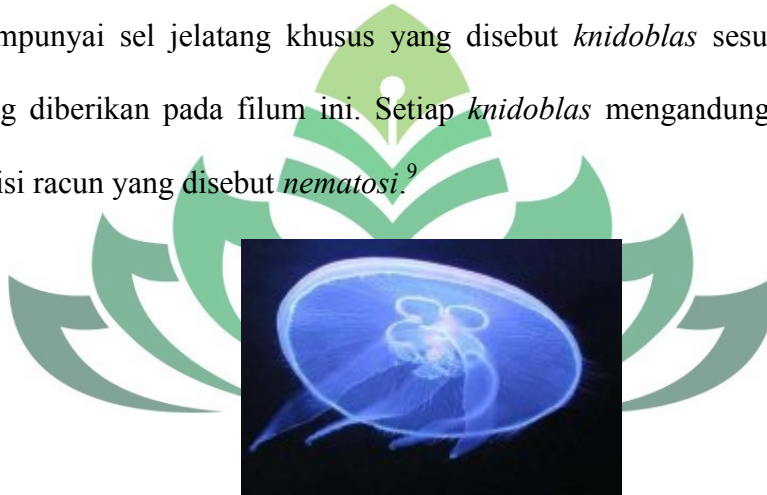 mpunyai sel jelatang khusus yang disebut knidoblas sesu
g diberikan pada filum ini. Setiap knidoblas mengandung
isi racun yang disebut nematosi.9